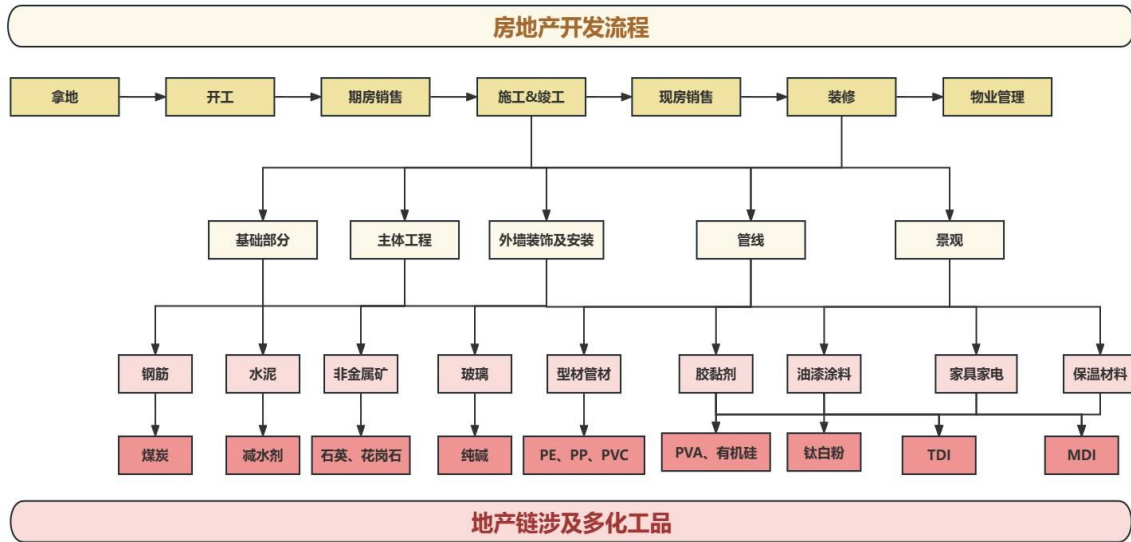 房地产开发流程
拿地
开工
期房销售
施工&竣工
现房销售
装修
物业管理
基础部分
主体工程
外墙装饰及安装
管线
景观
钢筋
水泥
非金属矿
玻璃
型材管材
胶黏剂
油漆涂料
家具家电
保温材料
煤炭
减水剂
石英、花岗石
纯碱
PE、PP、PVC
PVA、有机硅
钛白粉
TDI
MDI
地产链涉及多化工品